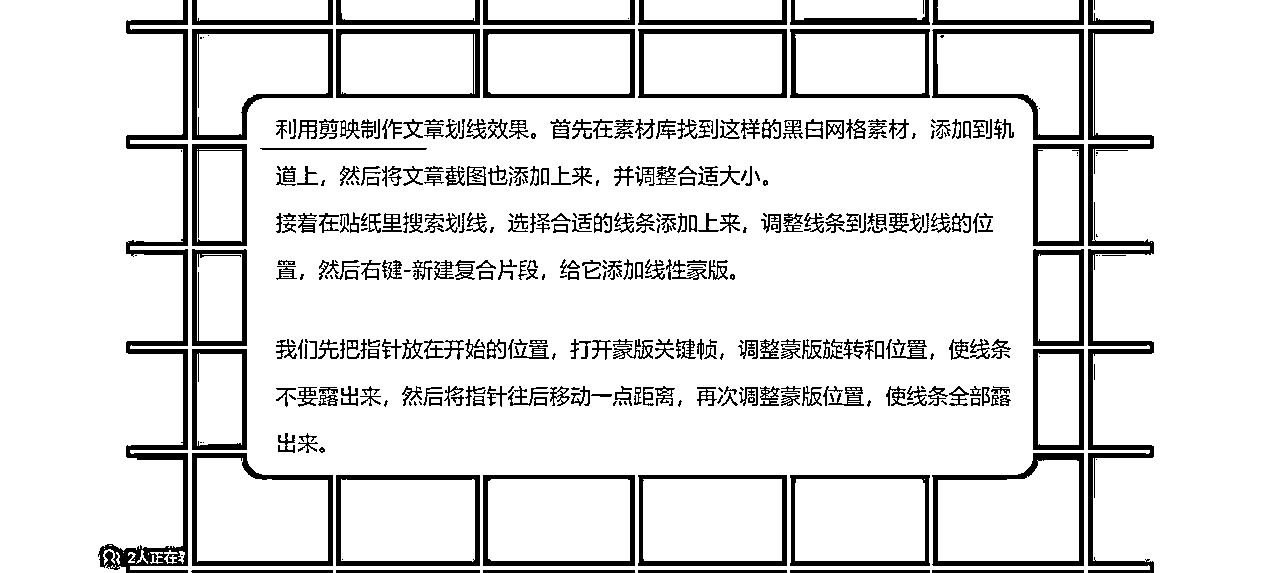 利用剪映制作文章划线效果。首先在素材库找到这样的黑白网格素材，添加到轨
道上，然后将文章截图也添加上来，并调整合适大小。
接着在贴纸里搜索划线，选择合适的线条添加上来，调整线条到想要划线的位
置，然后右键-新建复合片段，给它添加线性蒙版。
我们先把指针放在开始的位置，打开蒙版关键帧，调整蒙版旋转和位置，使线条
不要露出来，然后将指针往后移动一点距离，再次调整蒙版位置，使线条全部露
出来。
2人正在